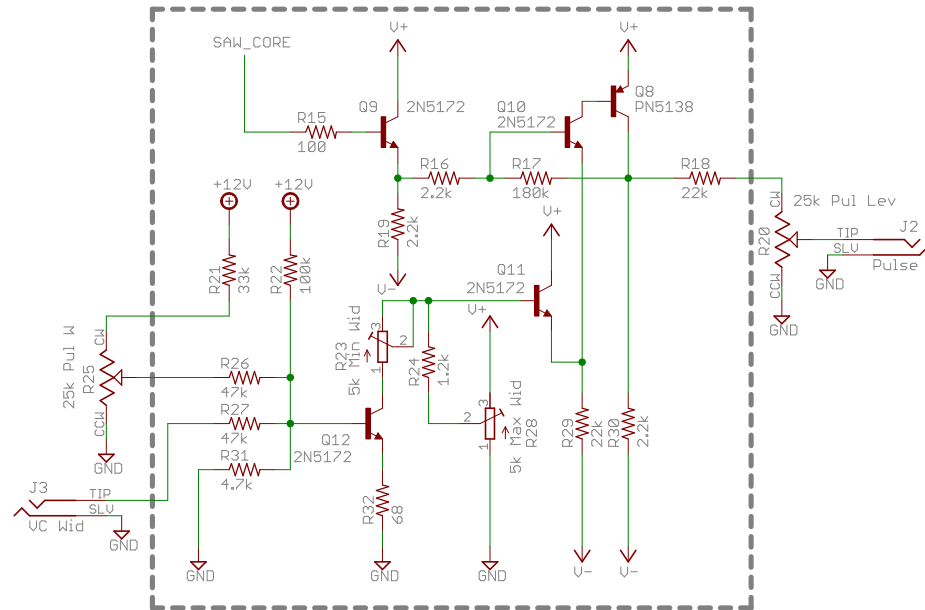 V+
V+
SAW_CORE
Q9
2N5172
Q10
2N5172
Q8
PN5138
R15
100
R16
2.2k
R17
180k
R18
22k
+12V
+12V
25k Pul Lev
CW
R20
CCW
J2
TIP
SLV
Pulse
GND
GND
R19
2.2k
V-
V+
R21
33k
R22
100k
Q11
2N5172
V+
25k Pul W
R25
CW
CCW
GND
R23
5k Min Wid
3
2
1
R24
1.2k
3
2
1
5k Max Wid
R28
R26
47k
R27
47k
R31
4.7k
Q12
2N5172
R29
22k
R30
2.2k
J3
TIP
SLV
VC Wid
GND
R32
68
GND
GND
GND
V-
V-